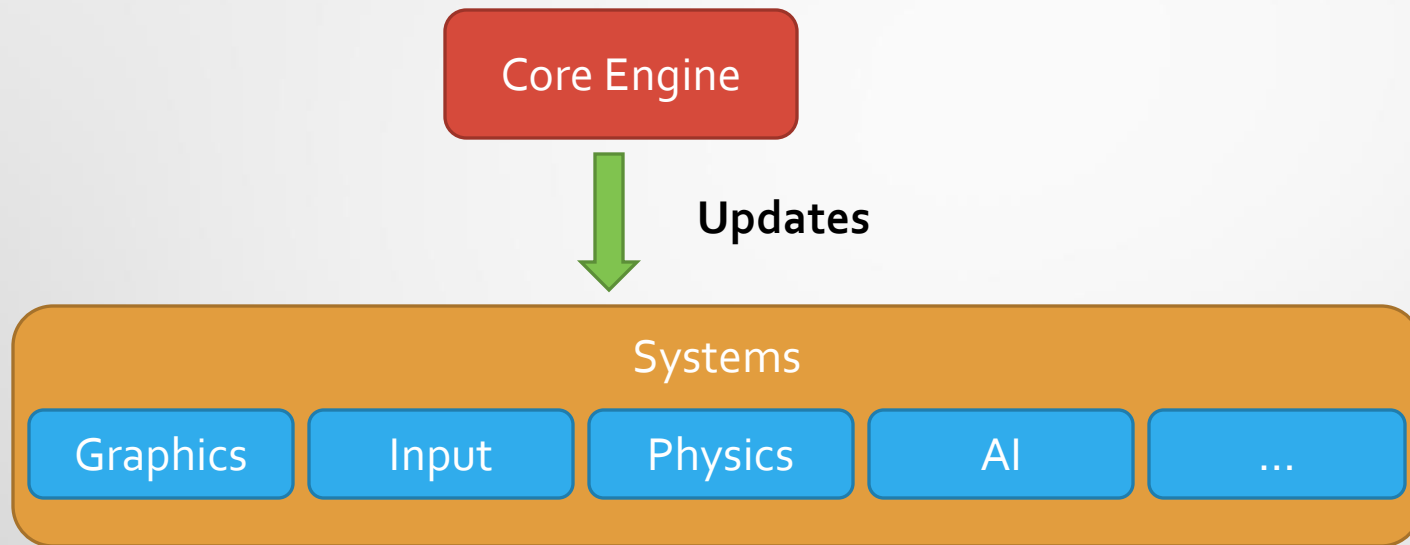 Core Engine
Updates
Systems
Graphics
Input
Physics
AI
...